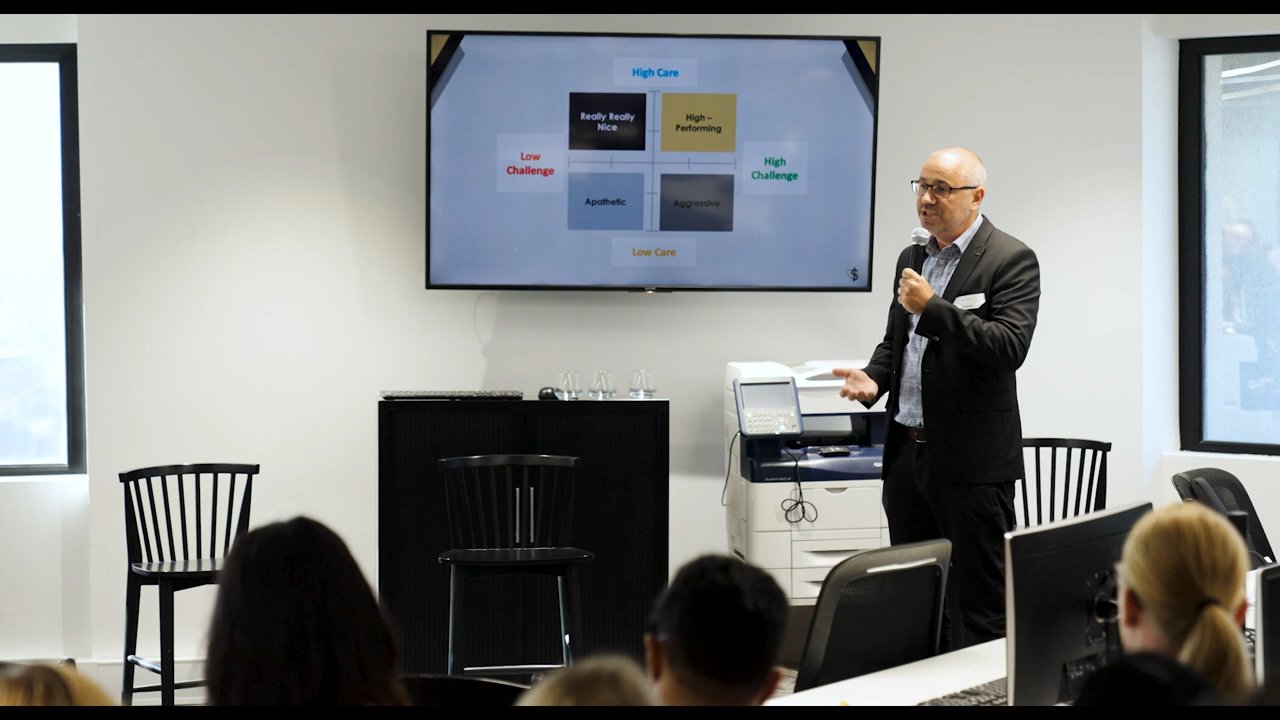 High Care
Really Really
Nice
High –
Performing
Low
Challenge
High
Challenge
Apathetic
Aggressive
Low Care
$